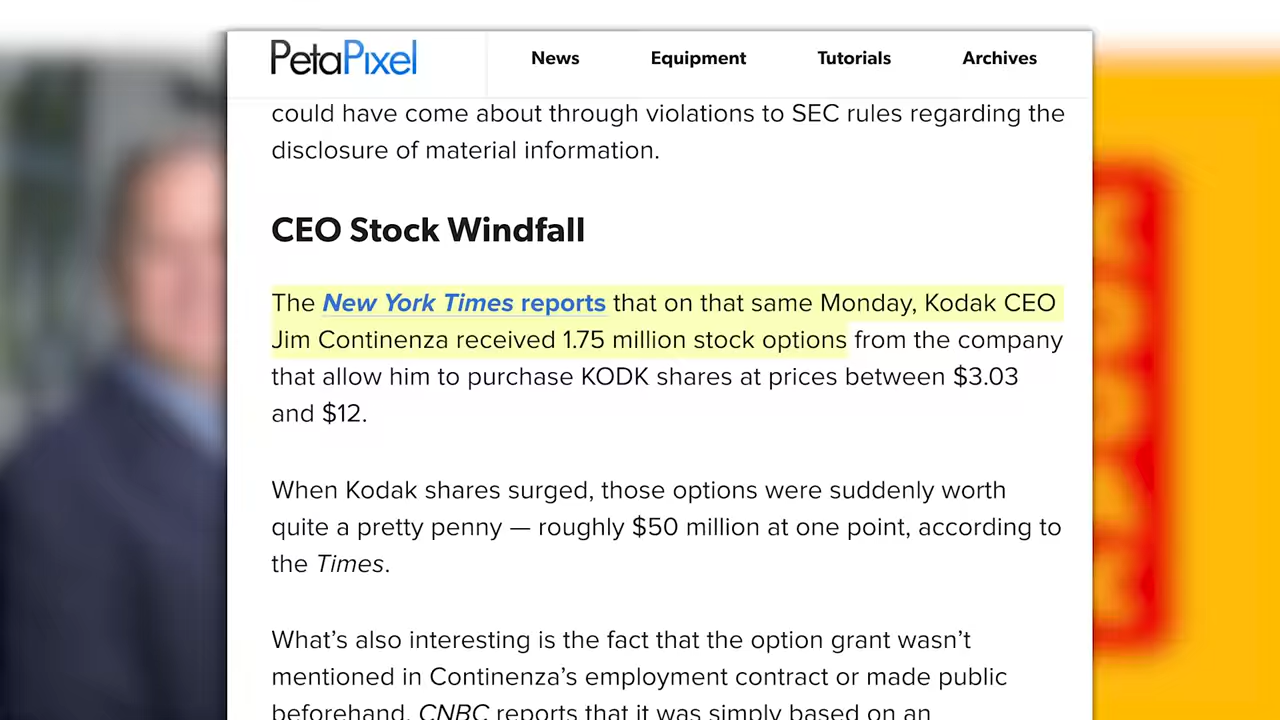 PetaPixel
News Equipment Tutorials Archives
could have come about through violations to SEC rules regarding the
disclosure of material information.
CEO Stock Windfall
The New York Times reports that on that same Monday, Kodak CEO
Jim Continenza received 1.75 million stock options from the company
that allow him to purchase KODK shares at prices between $3.03
and $12.
When Kodak shares surged, those options were suddenly worth
quite a pretty penny — roughly $50 million at one point, according to
the Times.
What’s also interesting is the fact that the option grant wasn’t
mentioned in Continenza’s employment contract or made public
beforehand. CNBC reports that it was simply based on an